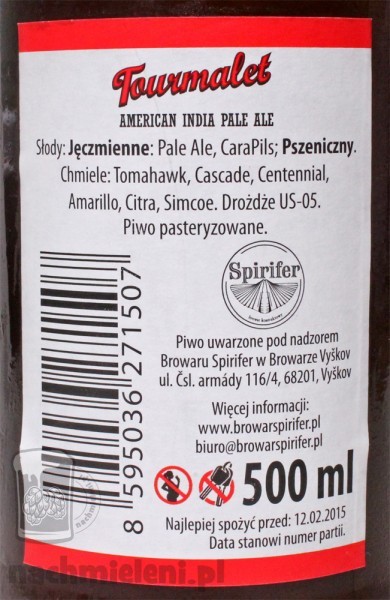 Tourmalet
AMERICAN INDIA PALE ALE
Słody: Jęczmienne: Pale Ale, CaraPils; Pszeniczny.
Chmiele: Tomahawk, Cascade, Centennial,
Amarillo, Citra, Simcoe. Drożdże US-05.
Piwo pasteryzowane.
Spirifer
8 595036 271507
Piwo uwarzone pod nadzorem
Browaru Spirifer w Browarze Vyškov
ul. Čsl. armády 116/4, 68201, Vyškov
Więcej informacji:
www.browarspirifer.pl
biuro@browarspirifer.pl
500 ml
Najlepiej spożyć przed: 12.02.2015
Data stanowi numer partii.
nachmieleni.pl